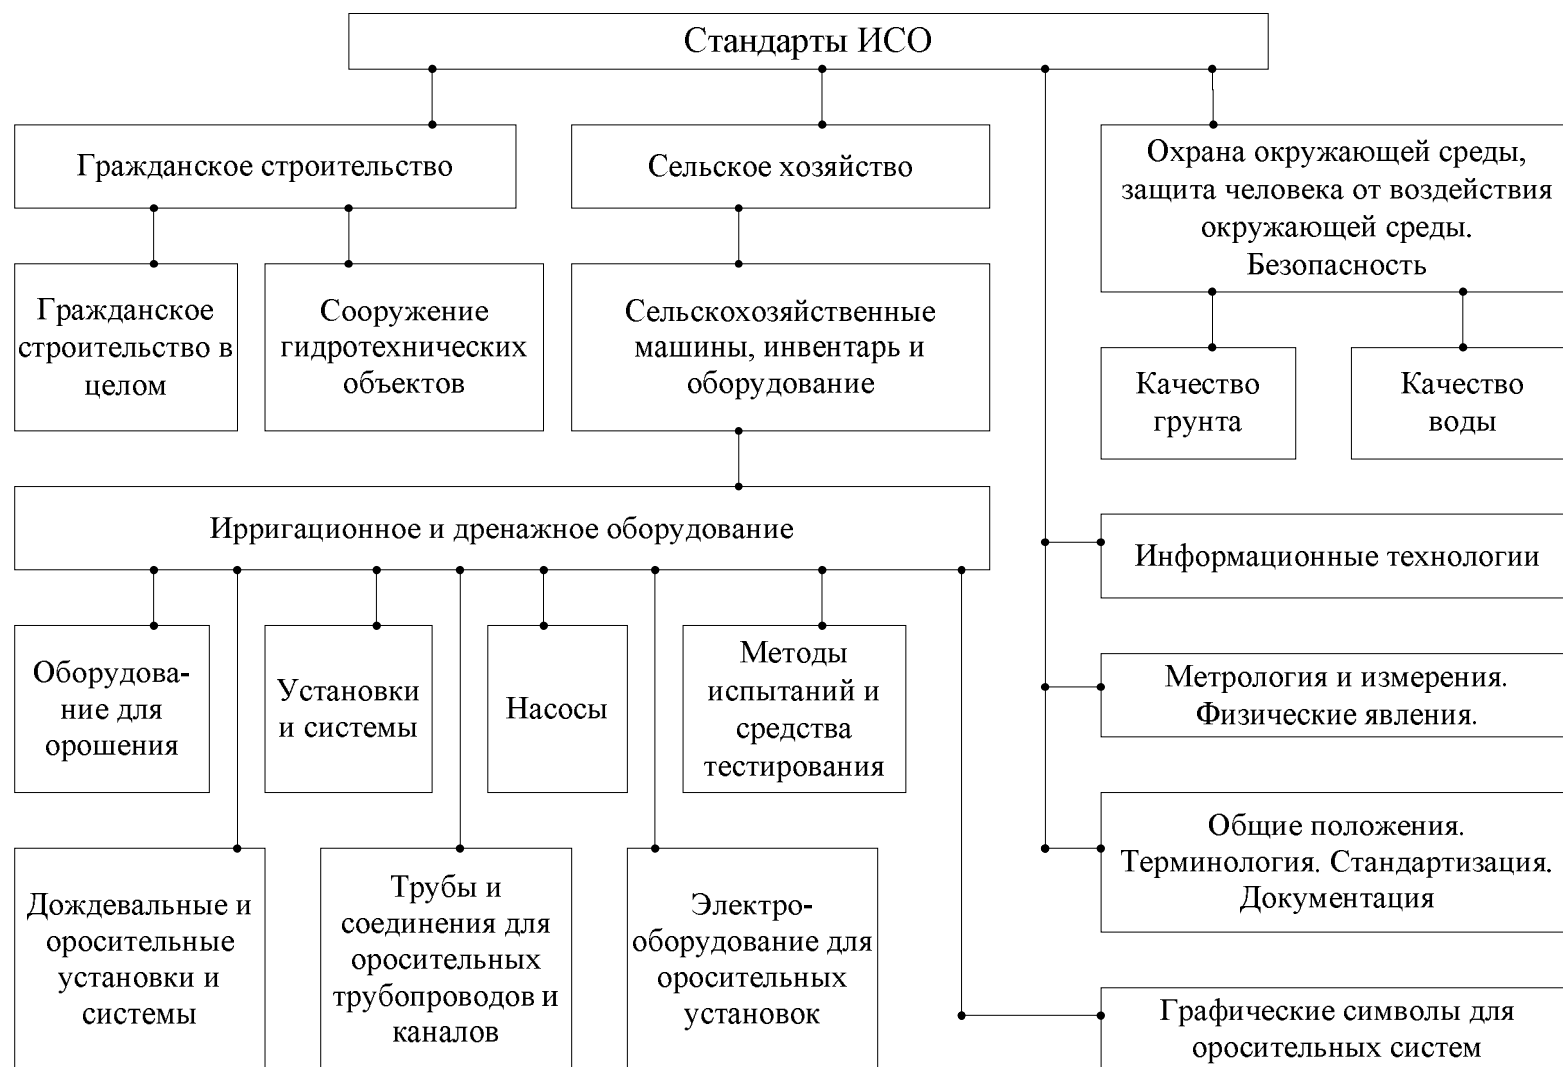 Стандарты ИСО
Гражданское строительство
Сельское хозяйство
Охрана окружающей среды,
защита человека от воздействия
окружающей среды.
Безопасность
Гражданское
строительство в
целом
Сооружение
гидротехнических
объектов
Сельскохозяйственные
машины, инвентарь и
оборудование
Качество
грунта
Качество
воды
Ирригационное и дренажное оборудование
Информационные технологии
Оборудова-
ние для
орошения
Установки
и системы
Насосы
Методы
испытаний и
средства
тестирования
Метрология и измерения.
Физические явления.
Общие положения.
Терминология. Стандартизация.
Документация
Дождевальные и
оросительные
установки и
системы
Трубы и
соединения для
оросительных
трубопроводов и
каналов
Электро-
оборудование для
оросительных
установок
Графические символы для
оросительных систем